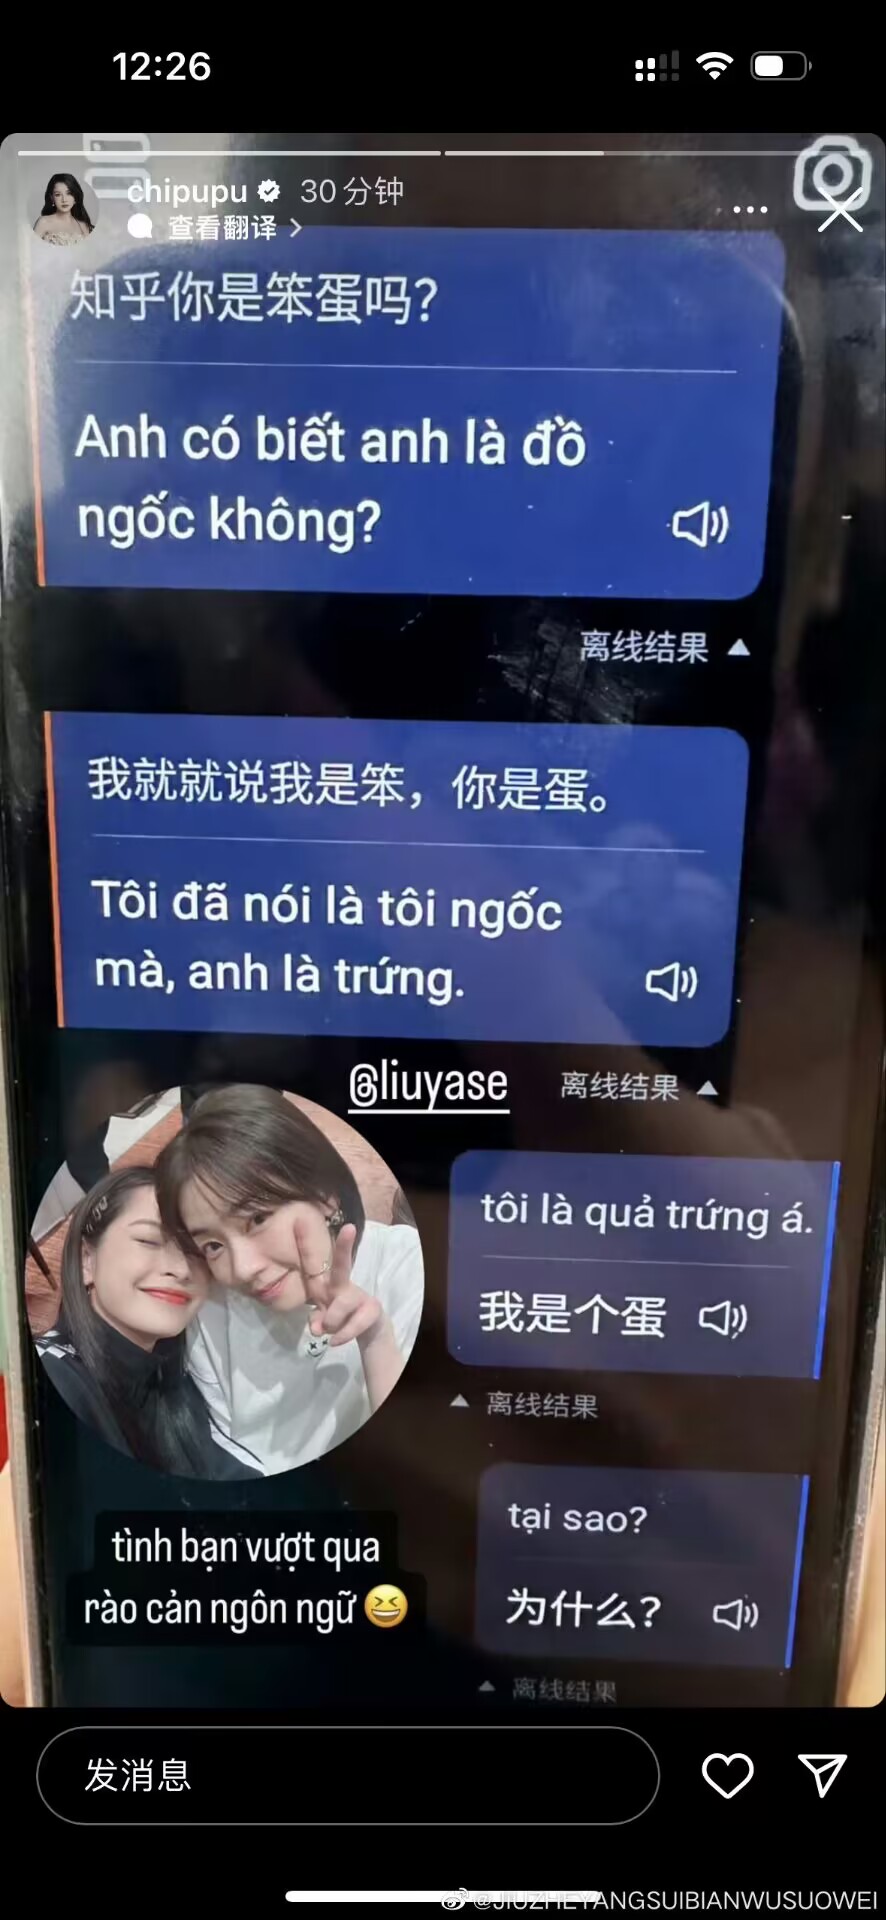 12:26
chipupu 30分钟
查看翻译 >
知乎你是笨蛋吗?
Anh có biết anh là đồ
ngốc không?
离线结果
我就就说我是笨，你是蛋。
Tôi đã nói là tôi ngốc
mà, anh là trứng.
@liuyase
离线结果
tôi là quả trứng á.
我是个蛋
离线结果
tình bạn vượt qua
rào cản ngôn ngữ
tại sao?
为什么?
离线结果
发消息
@JIUZHEYANGSUIBIANWUSUOWEI